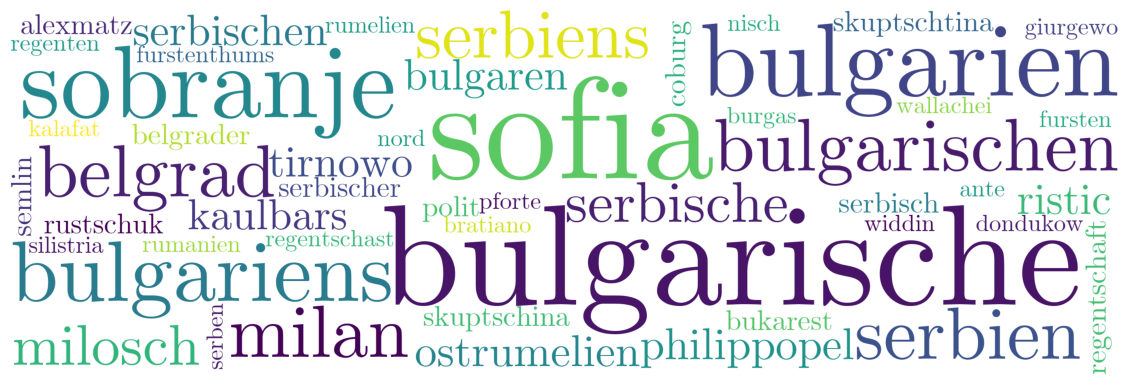 alexmatz
serbischen
rumelien
serbiens
coburg
nisch
skuptschtina
giurgewo
regenten
furstenthums
sobranje
bulgaren
bulgarien
kalafat
belgrader
nord
sofia
burgas
wallachei
fursten
semlin
belgrad
tirnowo
bulgarischen
serbischer
rustschuk
kaulbars
polit
pforte
serbische
serbisch
ante
ristic
silistria
rumanien
regentschast
bratiano
widdin
dondukow
bulgariens
bulgarische
regentschaft
milosch
serben
milan
skuptschina
ostrumelien
philippopel
bukarest
serbien